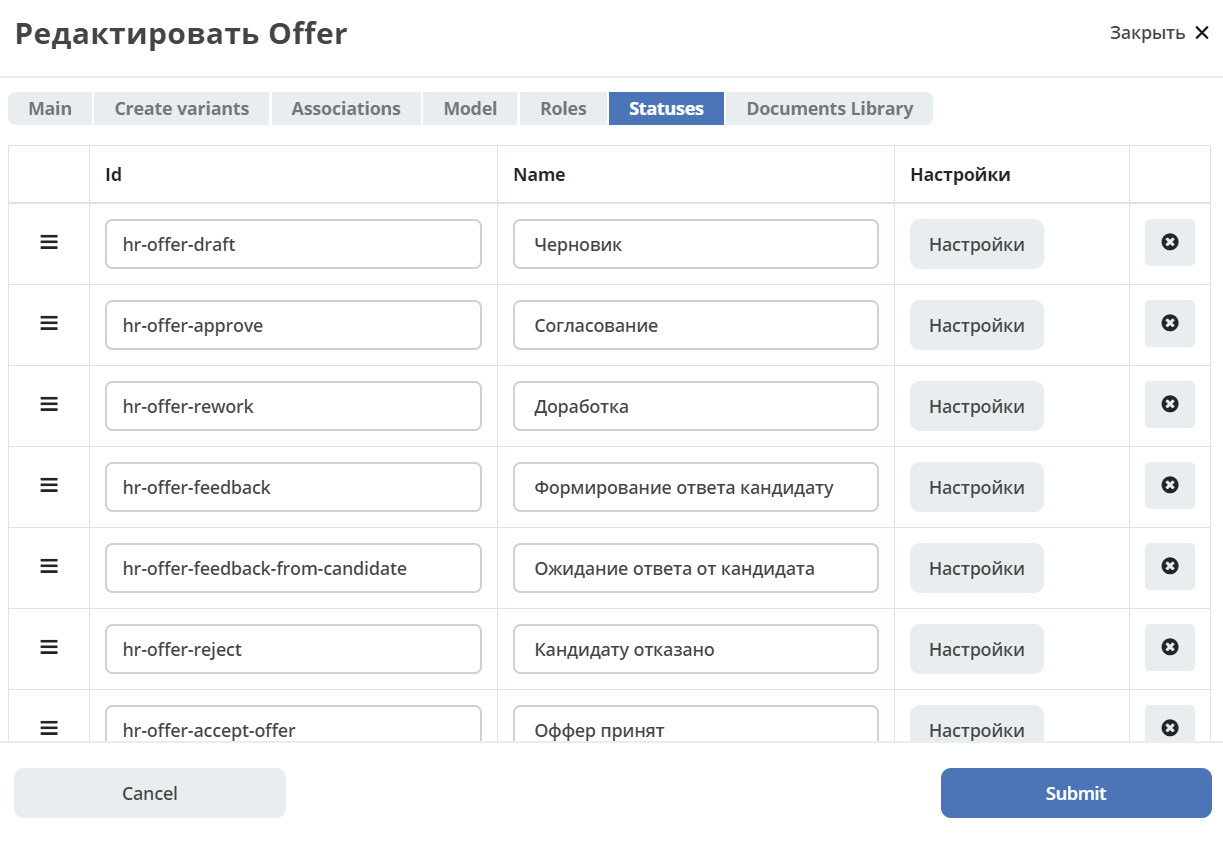 Редактировать Offer
Закрыть
Main Create variants Associations Model Roles Statuses Documents Library
Id Name Настройки
hr-offer-draft Черновик Настройки
hr-offer-approve Согласование Настройки
hr-offer-rework Доработка Настройки
hr-offer-feedback Формирование ответа кандидату Настройки
hr-offer-feedback-from-candidate Ожидание ответа от кандидата Настройки
hr-offer-reject Кандидату отказано Настройки
hr-offer-accept-offer Оффер принят Настройки
Cancel Submit